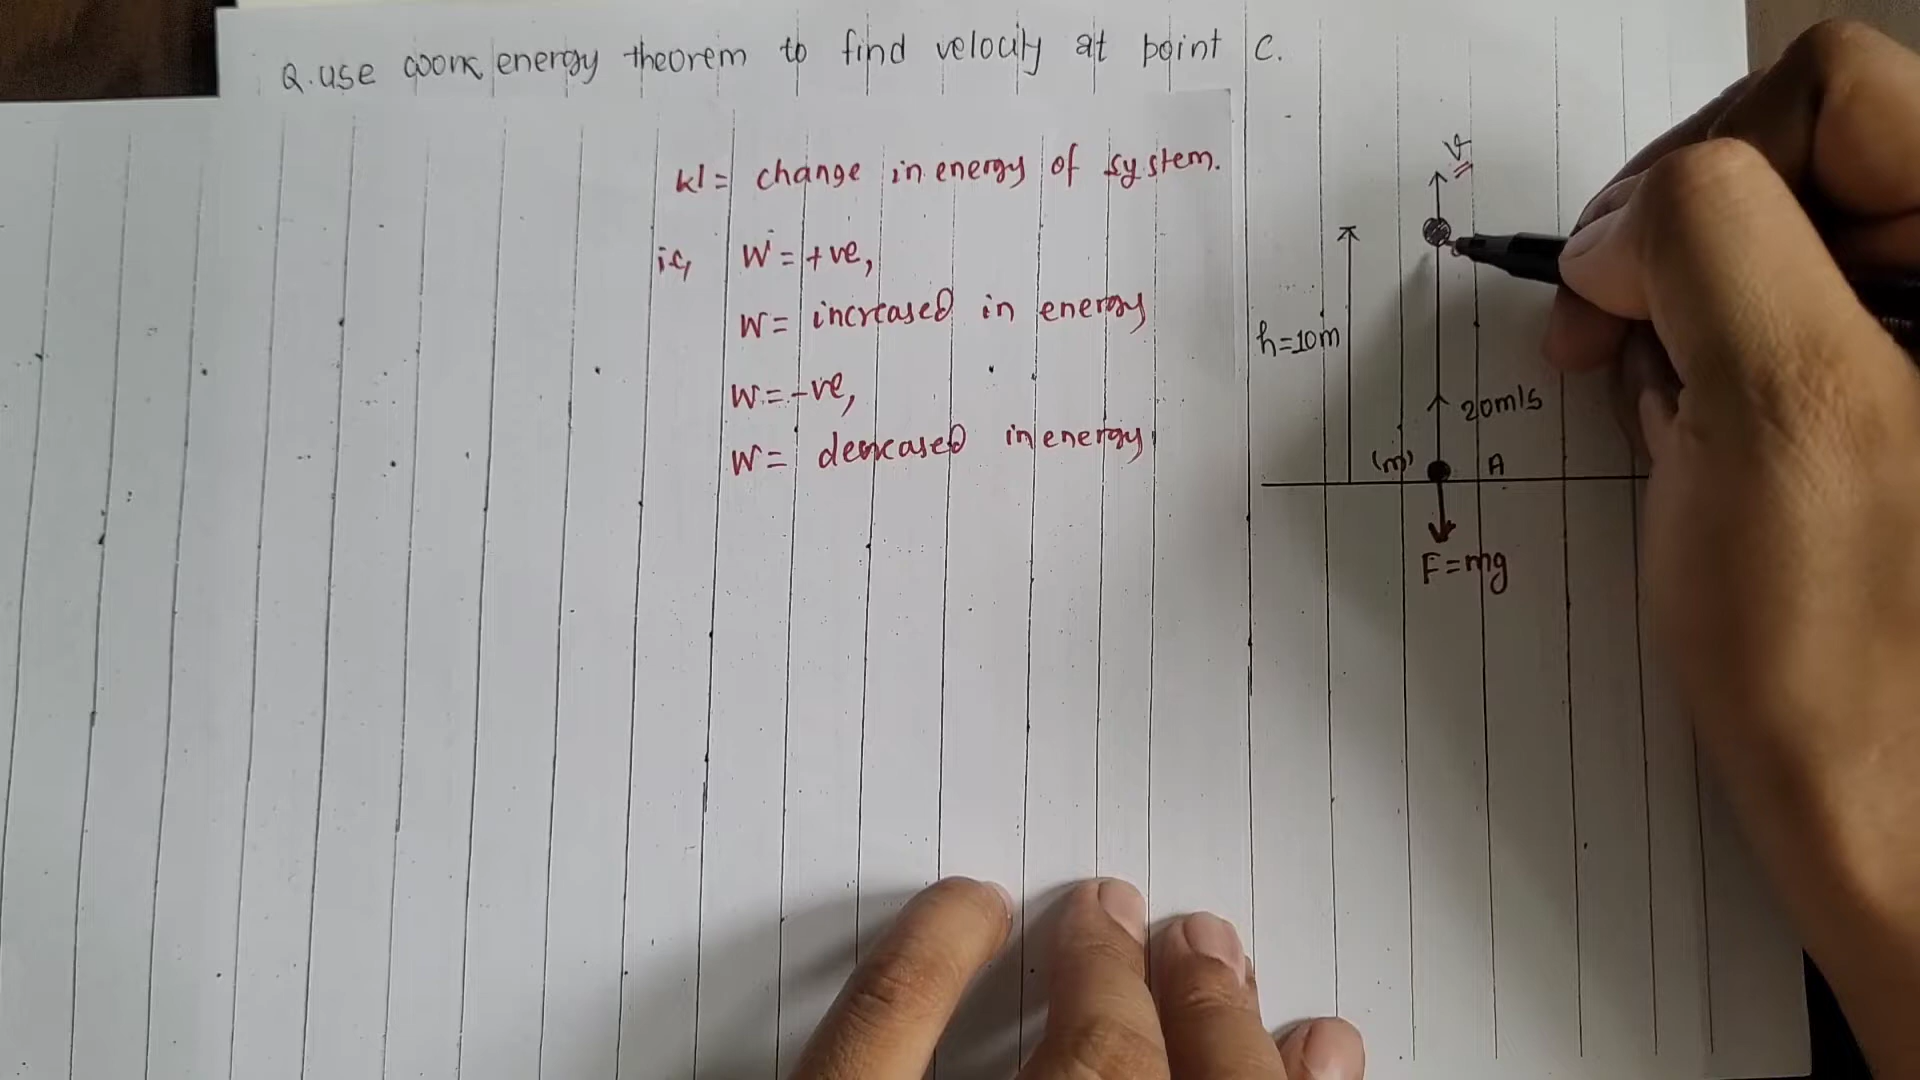 Q. use work energy theorem to find velocity at point C.
W = change in energy of system.
if, W = +ve,
W = increased in energy
W = -ve,
W = decreased in energy
v
h=10m
20m/s
(m) A
F=mg